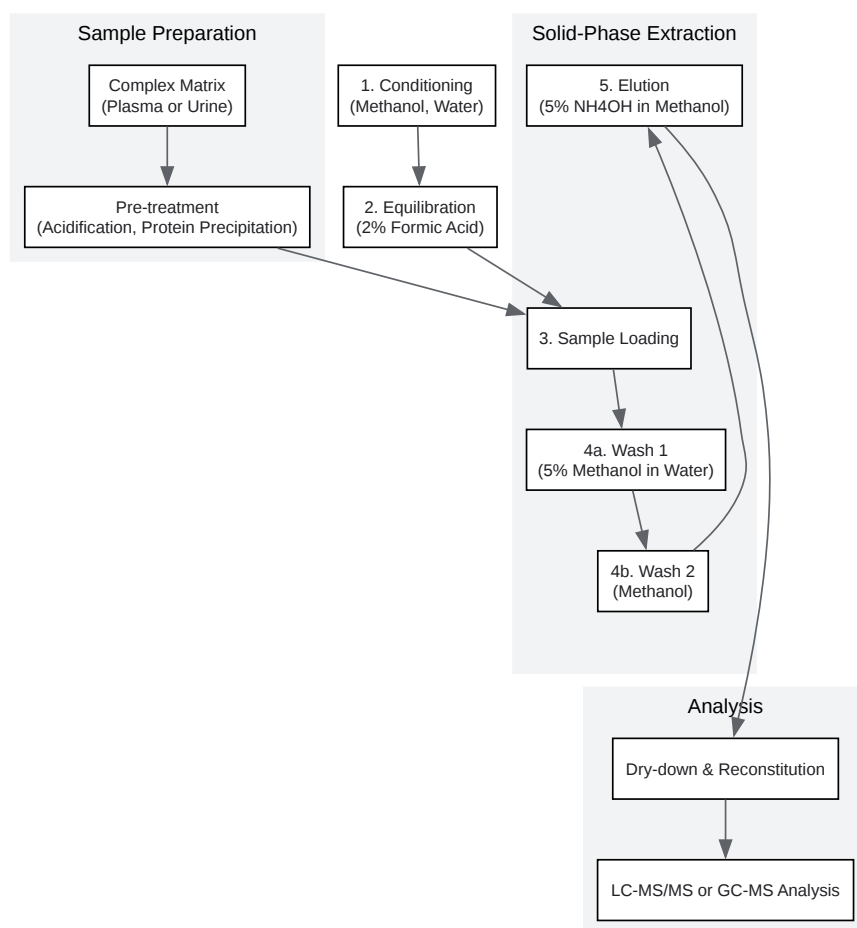 Sample Preparation
Complex Matrix
(Plasma or Urine)
Pre-treatment
(Acidification, Protein Precipitation)
1. Conditioning
(Methanol, Water)
2. Equilibration
(2% Formic Acid)
Solid-Phase Extraction
5. Elution
(5% NH4OH in Methanol)
3. Sample Loading
4a. Wash 1
(5% Methanol in Water)
4b. Wash 2
(Methanol)
Analysis
Dry-down & Reconstitution
LC-MS/MS or GC-MS Analysis